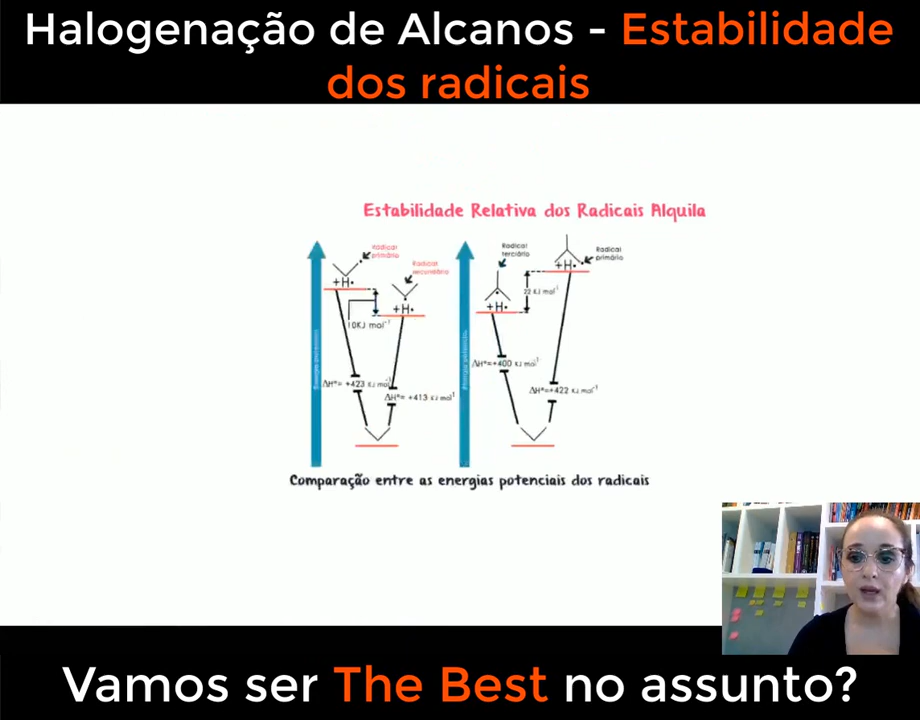 Halogenação de Alcanos - Estabilidade
dos radicais
Estabilidade Relativa dos Radicais Alquila
Radical
primário
Radical
secundário
+H•
+H•
10KJ mol⁻¹
ΔH°= +423 KJ mol⁻¹
ΔH°= +413 KJ mol⁻¹
Radical
terciário
Radical
primário
+H•
+H•
22 KJ mol⁻¹
ΔH°=+400 KJ mol⁻¹
ΔH°=+422 KJ mol⁻¹
Comparação entre as energias potenciais dos radicais
Vamos ser The Best no assunto?